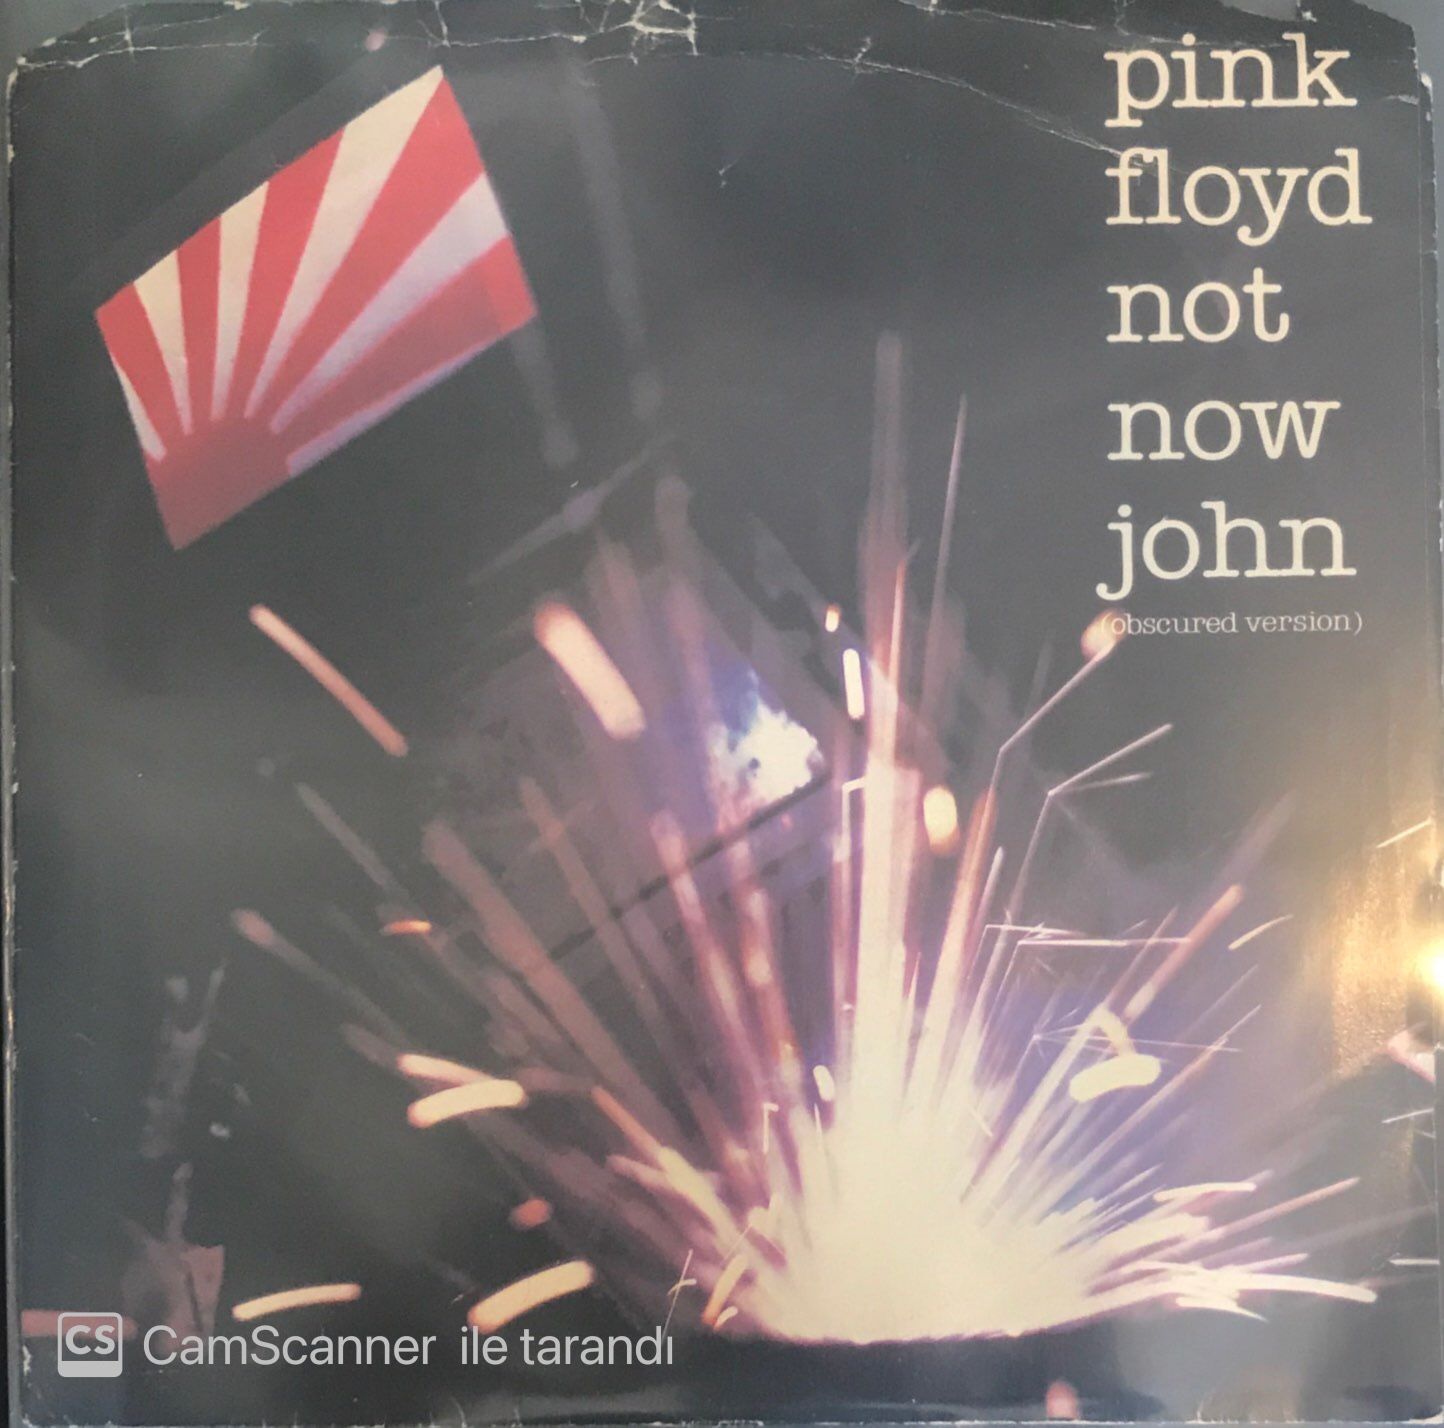 pink
floyd
not
now
john
(obscured version)
CS CamScanner ile tarandı